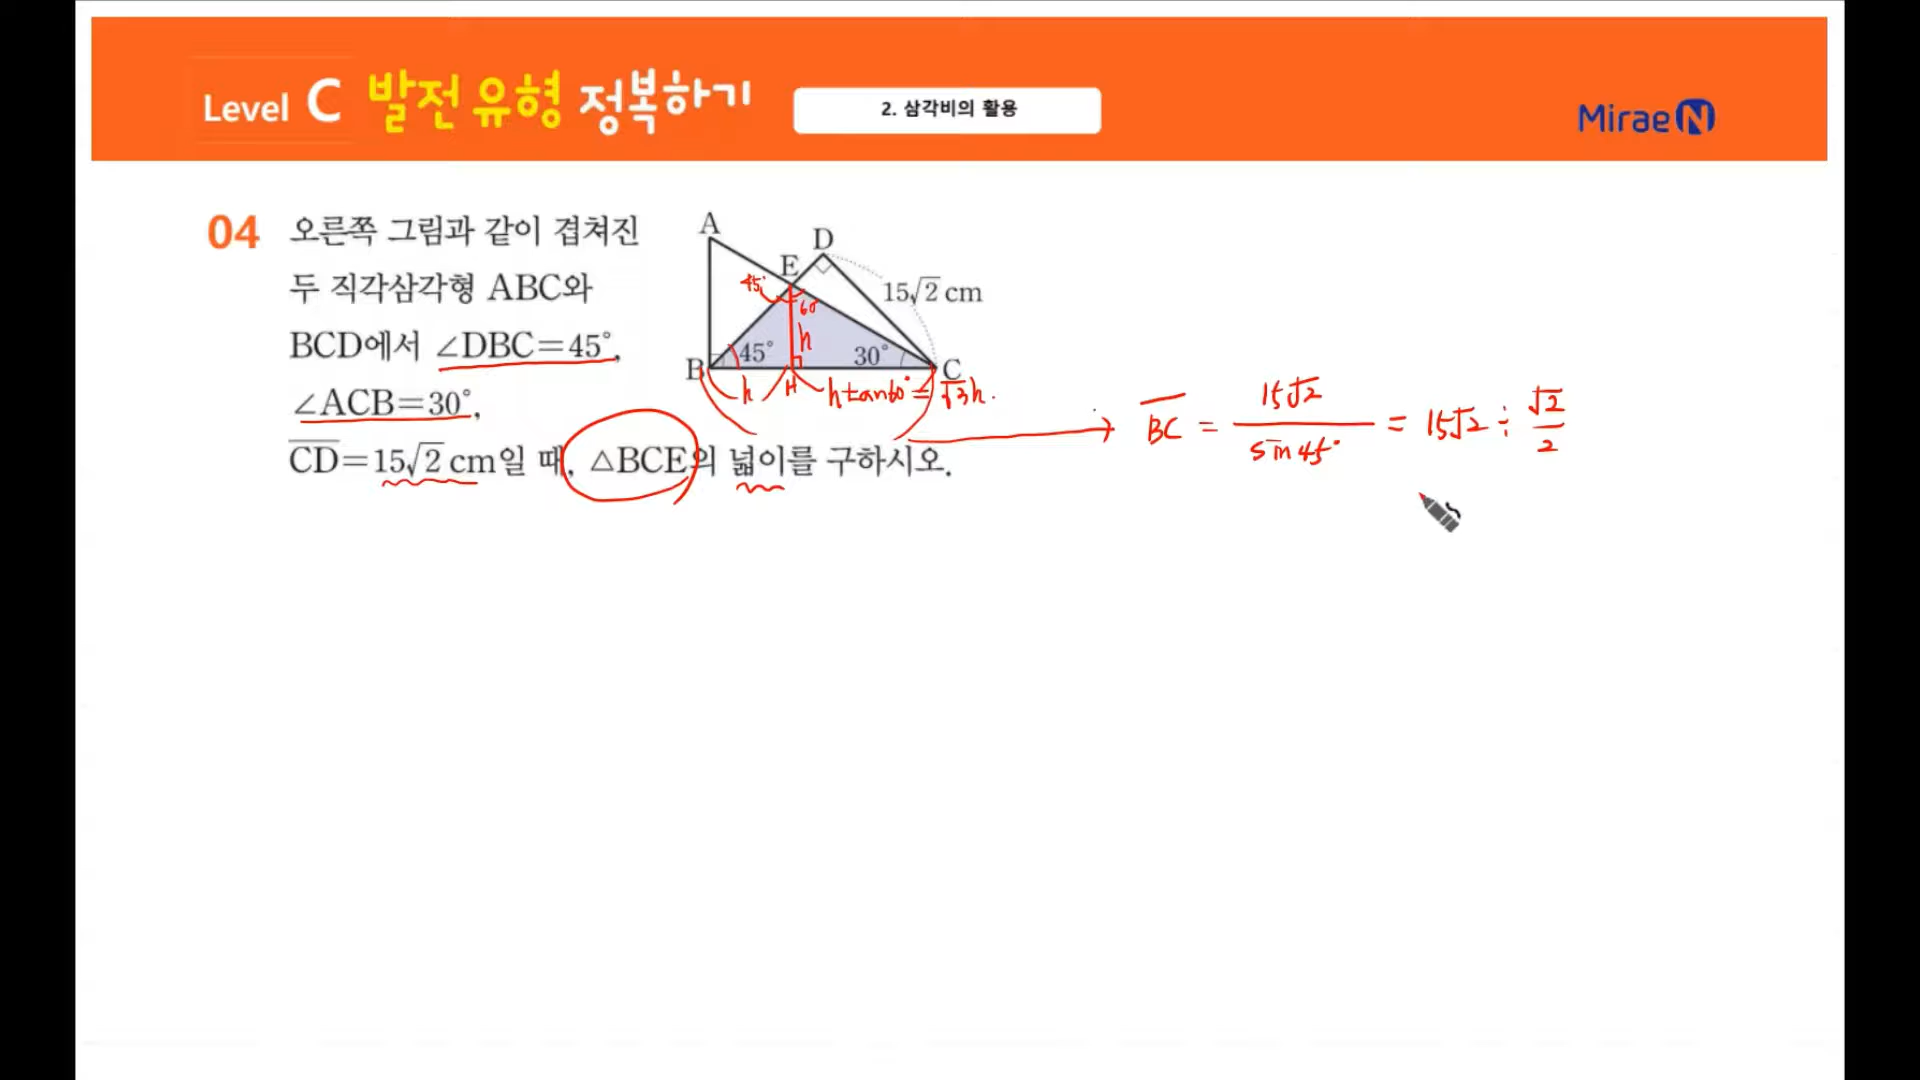 Level C 발전 유형 정복하기
2. 삼각비의 활용
Mirae N
04 오른쪽 그림과 같이 겹쳐진
두 직각삼각형 ABC와
BCD에서 ∠DBC=45°,
∠ACB=30°,
CD=15√2 cm일 때, △BCE의 넓이를 구하시오.
A
D
E
45°
60°
15√2 cm
h
45°
30°
B
C
h
H
h tan60° = √3h.
BC = 15√2 / sin 45° = 15√2 ÷ √2/2